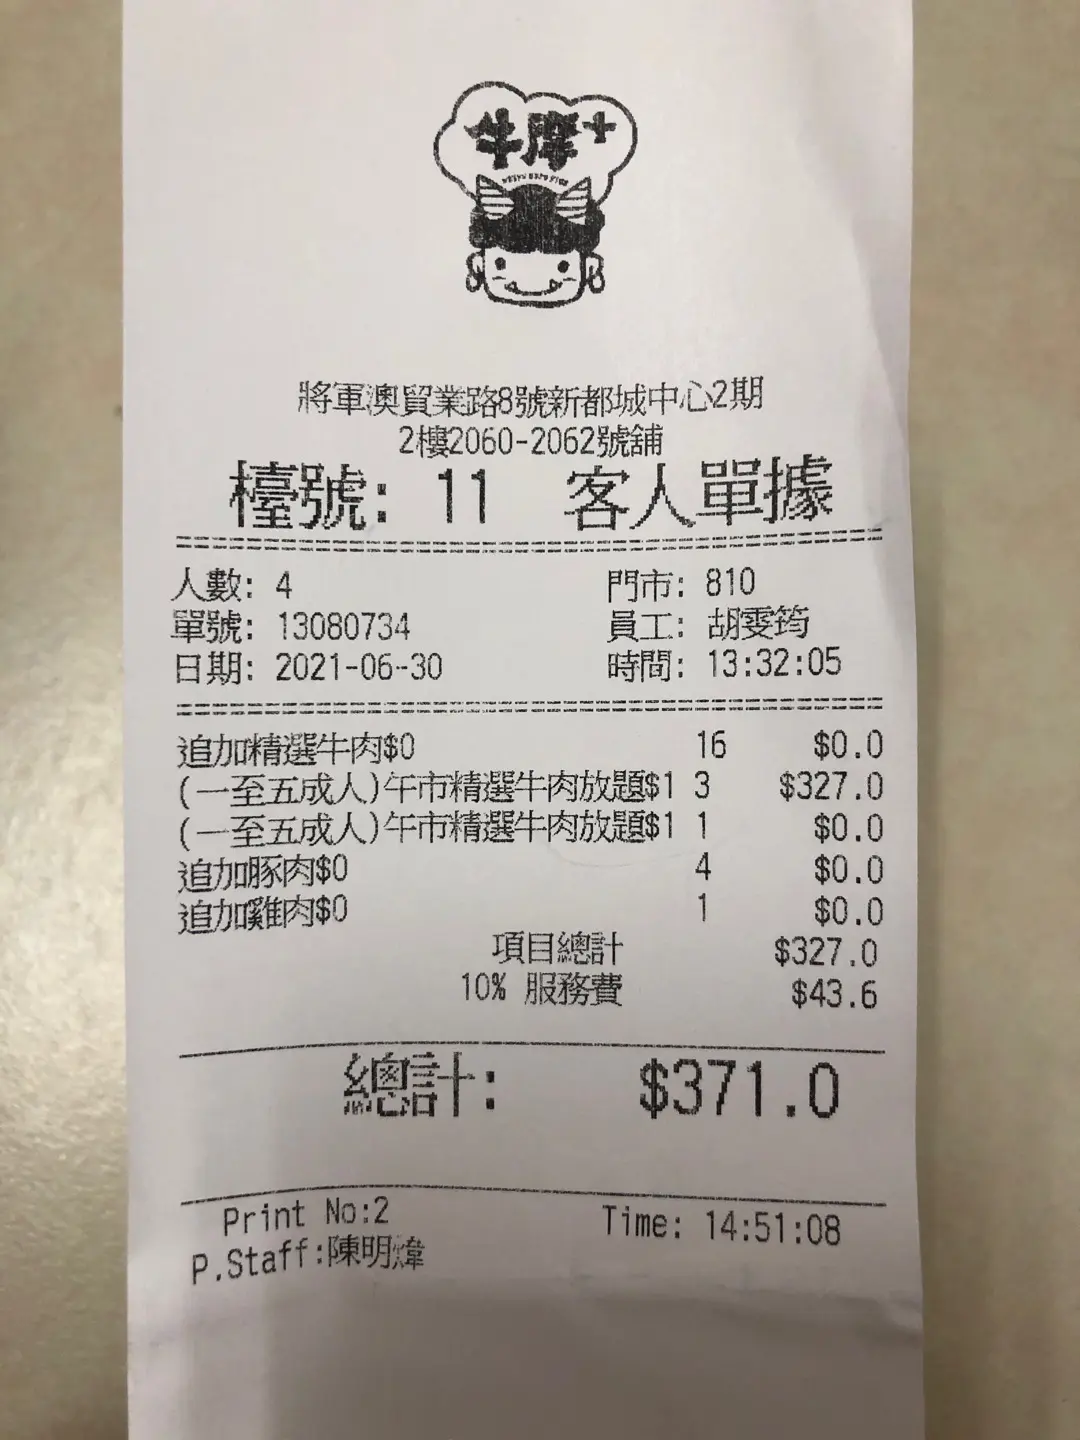 牛摩+
將軍澳貿業路8號新都城中心2期
2樓2060-2062號舖
檯號: 11 客人單據
人數: 4 門市: 810
單號: 13080734 員工: 胡雯筠
日期: 2021-06-30 時間: 13:32:05
追加精選牛肉$0 16 $0.0
(一至五成人)午市精選牛肉放題$1 3 $327.0
(一至五成人)午市精選牛肉放題$1 1 $0.0
追加豚肉$0 4 $0.0
追加雞肉$0 1 $0.0
項目總計 $327.0
10% 服務費 $43.6
總計: $371.0
Print No:2 Time: 14:51:08
P.Staff:陳明煒